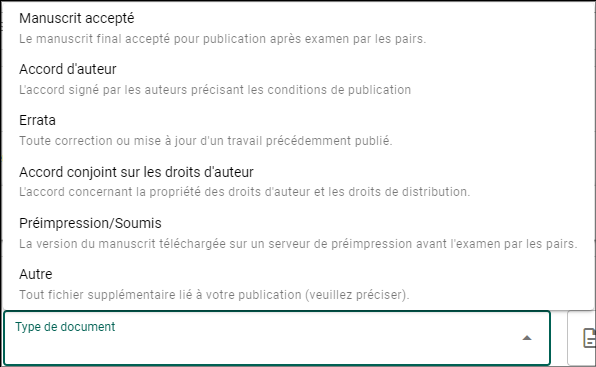 Manuscrit accepté
Le manuscrit final accepté pour publication après examen par les pairs.
Accord d'auteur
L'accord signé par les auteurs précisant les conditions de publication
Errata
Toute correction ou mise à jour d'un travail précédemment publié.
Accord conjoint sur les droits d'auteur
L'accord concernant la propriété des droits d'auteur et les droits de distribution.
Préimpression/Soumis
La version du manuscrit téléchargée sur un serveur de préimpression avant l'examen par les pairs.
Autre
Tout fichier supplémentaire lié à votre publication (veuillez préciser).
Type de document